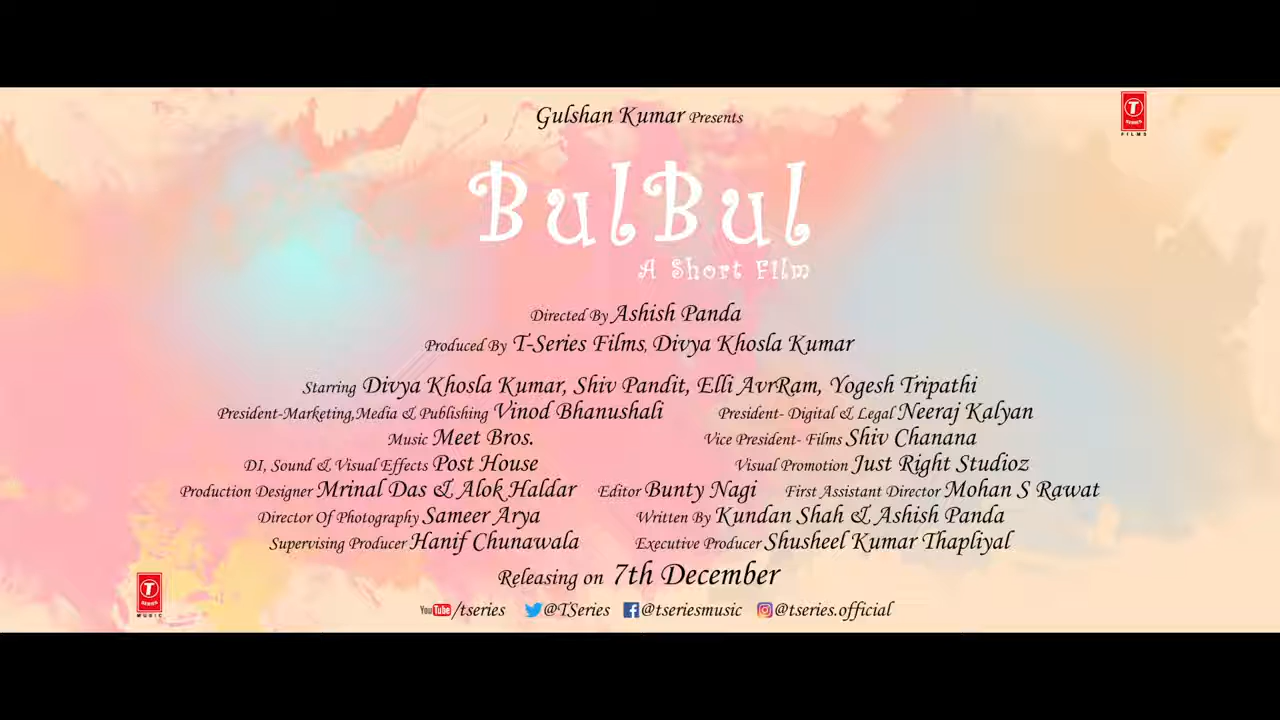 Gulshan Kumar Presents
T
SERIES
FILMS
BulBul
A Short Film
Directed By Ashish Panda
Produced By T-Series Films, Divya Khosla Kumar
Starring Divya Khosla Kumar, Shiv Pandit, Elli AvrRam, Yogesh Tripathi
President-Marketing,Media & Publishing Vinod Bhanushali President- Digital & Legal Neeraj Kalyan
Music Meet Bros. Vice President- Films Shiv Chanana
DI, Sound & Visual Effects Post House Visual Promotion Just Right Studioz
Production Designer Mrinal Das & Alok Haldar Editor Bunty Nagi First Assistant Director Mohan S Rawat
Director Of Photography Sameer Arya Written By Kundan Shah & Ashish Panda
Supervising Producer Hanif Chunawala Executive Producer Shusheel Kumar Thapliyal
Releasing on 7th December
T
SERIES
MUSIC
YouTube/tseries @TSeries @tseriesmusic @tseries.official